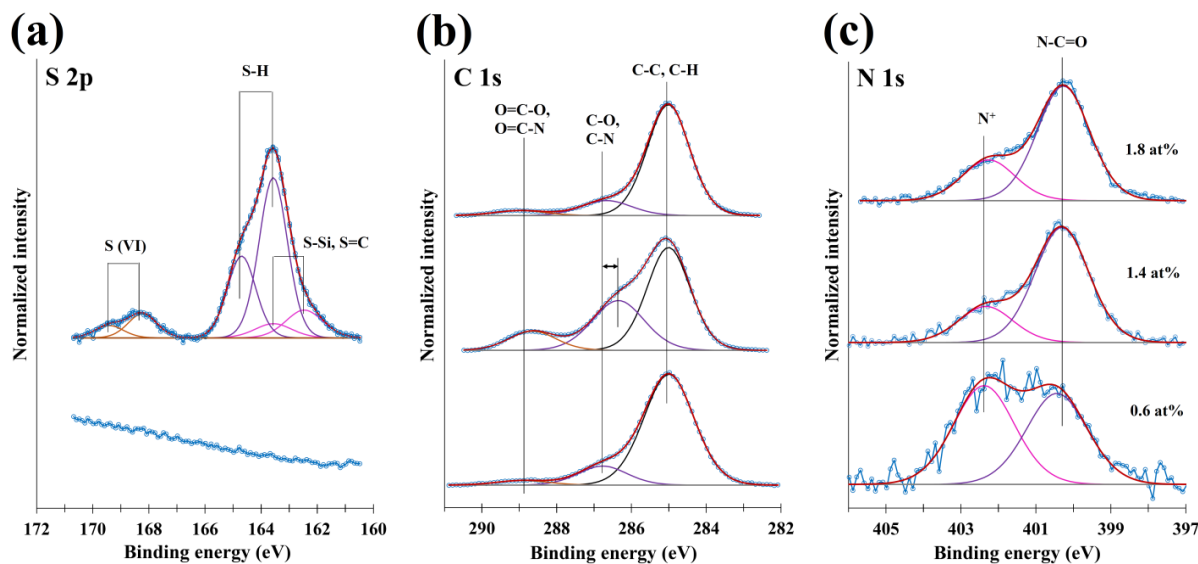 (a)
S 2p
S-H
S (VI)
S-Si, S=C
Normalized intensity
172 170 168 166 164 162 160
Binding energy (eV)
(b)
C 1s
C-C, C-H
O=C-O,
O=C-N
C-O,
C-N
Normalized intensity
290 288 286 284 282
Binding energy (eV)
(c)
N 1s
N-C=O
N⁺
1.8 at%
1.4 at%
0.6 at%
Normalized intensity
405 403 401 399 397
Binding energy (eV)